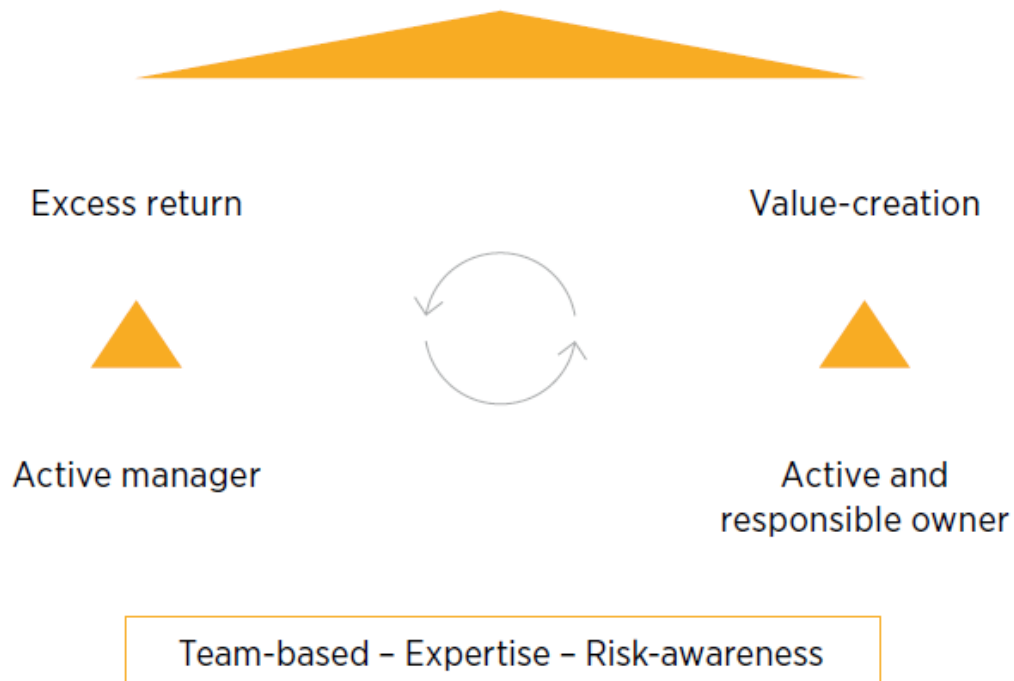 Excess return
Value-creation
Active manager
Active and
responsible owner
Team-based – Expertise – Risk-awareness